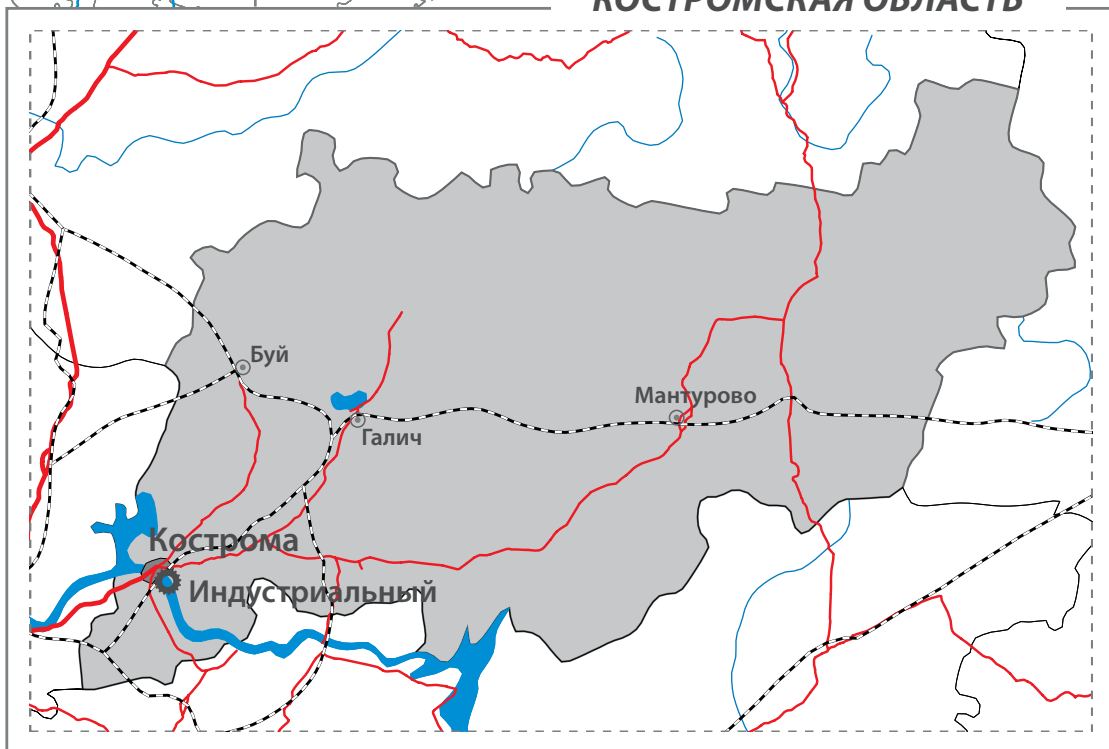 КОСТРОМСКАЯ ОБЛАСТЬ
Буй
Мантурово
Галич
Кострома
Индустриальный